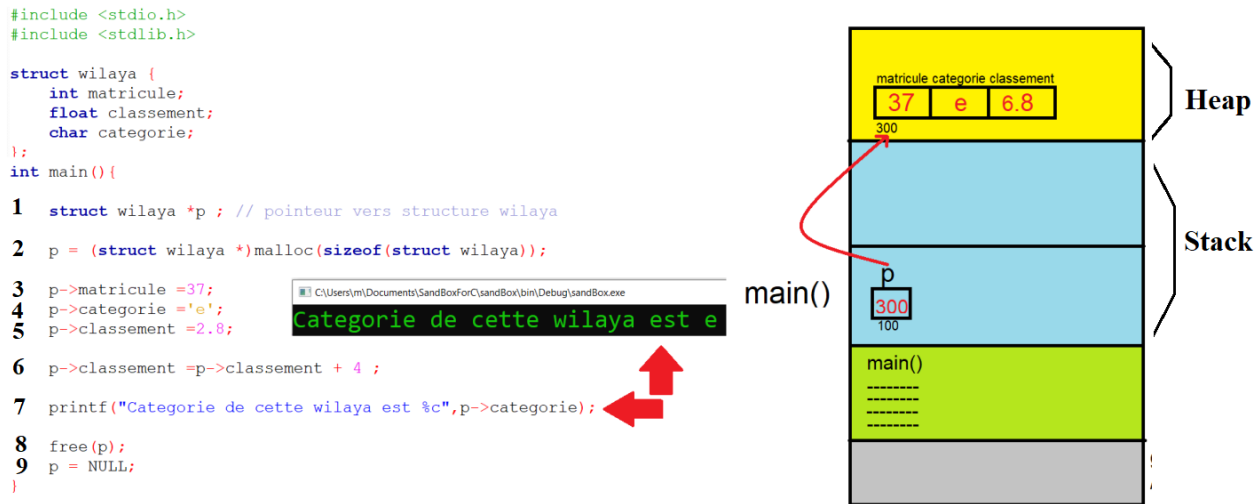 #include <stdio.h>
#include <stdlib.h>
struct wilaya {
int matricule;
float classement;
char categorie;
};
int main(){
1 struct wilaya *p ; // pointeur vers structure wilaya
2 p = (struct wilaya *)malloc(sizeof(struct wilaya));
3 p->matricule =37;
4 p->categorie ='e';
5 p->classement =2.8;
6 p->classement =p->classement + 4 ;
7 printf("Categorie de cette wilaya est %c",p->categorie);
8 free(p);
9 p = NULL;
}
C:\Users\m\Documents\SandBoxForC\sandBox\bin\Debug\sandBox.exe
Categorie de cette wilaya est e
matricule categorie classement
37 e 6.8
300
Heap
Stack
main()
p
300
100
main()
--------
--------
--------
--------